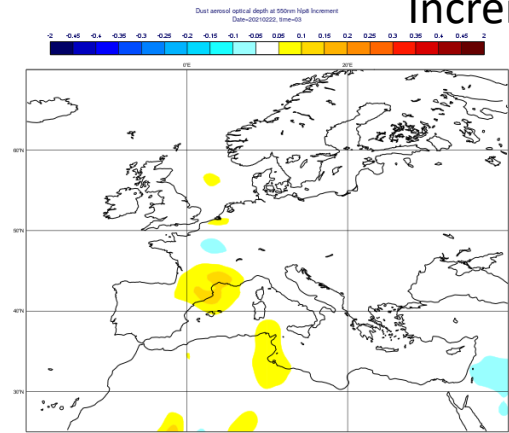 Incre
Dust aerosol optical depth at 550nm hlp6 Increment
Date=20210222, time=03
-2 -0.45 -0.4 -0.35 -0.3 -0.25 -0.2 -0.15 -0.1 -0.05 0.05 0.1 0.15 0.2 0.25 0.3 0.35 0.4 0.45 2
0°E 20°E
60°N
50°N
40°N
30°N